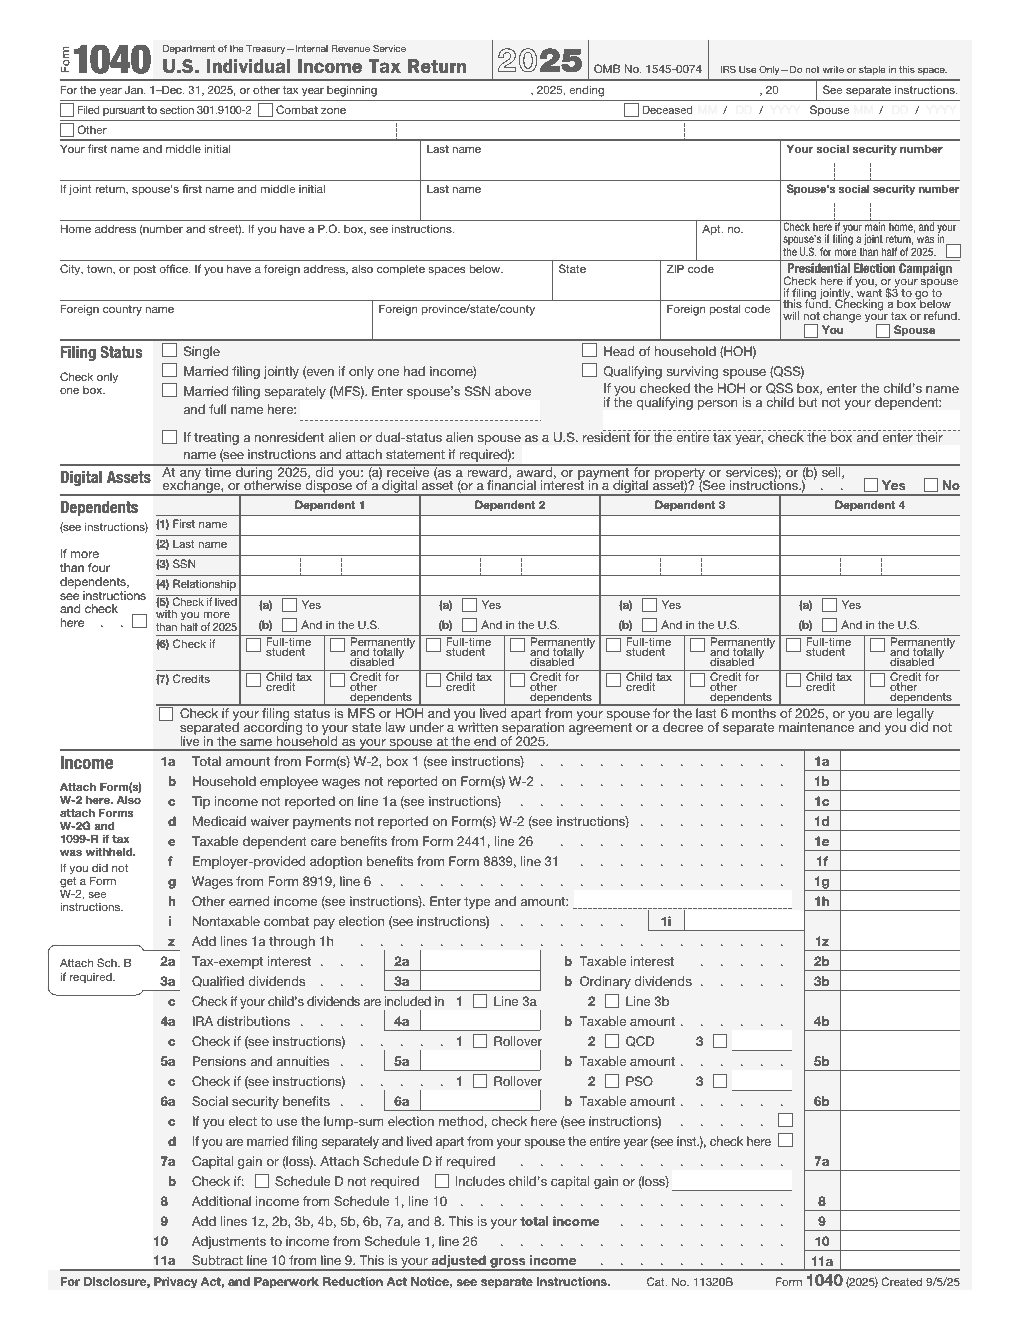 Form 1040 Department of the Treasury—Internal Revenue Service
U.S. Individual Income Tax Return 2025 OMB No. 1545-0074 IRS Use Only—Do not write or staple in this space.
For the year Jan. 1–Dec. 31, 2025, or other tax year beginning , 2025, ending , 20 See separate instructions.
Filed pursuant to section 301.9100-2 Combat zone Deceased MM / DD / YYYY Spouse MM / DD / YYYY
Other
Your first name and middle initial Last name Your social security number
If joint return, spouse's first name and middle initial Last name Spouse's social security number
Home address (number and street). If you have a P.O. box, see instructions. Apt. no.
Check here if your main home, and your
spouse's if filing a joint return, was in
the U.S. for more than half of 2025.
City, town, or post office. If you have a foreign address, also complete spaces below. State ZIP code
Foreign country name Foreign province/state/county Foreign postal code
Presidential Election Campaign
Check here if you, or your spouse
if filing jointly, want $3 to go to
this fund. Checking a box below
will not change your tax or refund.
You Spouse
Filing Status
Check only
one box.
Single
Married filing jointly (even if only one had income)
Married filing separately (MFS). Enter spouse's SSN above
and full name here:
Head of household (HOH)
Qualifying surviving spouse (QSS)
If you checked the HOH or QSS box, enter the child's name
if the qualifying person is a child but not your dependent:
If treating a nonresident alien or dual-status alien spouse as a U.S. resident for the entire tax year, check the box and enter their
name (see instructions and attach statement if required):
Digital Assets
At any time during 2025, did you: (a) receive (as a reward, award, or payment for property or services); or (b) sell,
exchange, or otherwise dispose of a digital asset (or a financial interest in a digital asset)? (See instructions.) . . Yes No
Dependents
(see instructions)
If more
than four
dependents,
see instructions
and check
here . .
Dependent 1 Dependent 2 Dependent 3 Dependent 4
(1) First name
(2) Last name
(3) SSN
(4) Relationship
(5) Check if lived
with you more
than half of 2025
(a) Yes (a) Yes (a) Yes (a) Yes
(b) And in the U.S. (b) And in the U.S. (b) And in the U.S. (b) And in the U.S.
(6) Check if Full-time student Permanently and totally disabled Full-time student Permanently and totally disabled Full-time student Permanently and totally disabled Full-time student Permanently and totally disabled
(7) Credits Child tax credit Credit for other dependents Child tax credit Credit for other dependents Child tax credit Credit for other dependents Child tax credit Credit for other dependents
Check if your filing status is MFS or HOH and you lived apart from your spouse for the last 6 months of 2025, or you are legally
separated according to your state law under a written separation agreement or a decree of separate maintenance and you did not
live in the same household as your spouse at the end of 2025.
Income
Attach Form(s)
W-2 here. Also
attach Forms
W-2G and
1099-R if tax
was withheld.
If you did not
get a Form
W-2, see
instructions.
Attach Sch. B
if required.
1a Total amount from Form(s) W-2, box 1 (see instructions) . . . . . . . . . . . . . 1a
b Household employee wages not reported on Form(s) W-2 . . . . . . . . . . . . . 1b
c Tip income not reported on line 1a (see instructions) . . . . . . . . . . . . . . . 1c
d Medicaid waiver payments not reported on Form(s) W-2 (see instructions) . . . . . . . . 1d
e Taxable dependent care benefits from Form 2441, line 26 . . . . . . . . . . . . 1e
f Employer-provided adoption benefits from Form 8839, line 31 . . . . . . . . . . . 1f
g Wages from Form 8919, line 6 . . . . . . . . . . . . . . . . . . . . . 1g
h Other earned income (see instructions). Enter type and amount: 1h
i Nontaxable combat pay election (see instructions) . . . . . . . 1i
z Add lines 1a through 1h . . . . . . . . . . . . . . . . . . . . . . 1z
2a Tax-exempt interest . . . 2a b Taxable interest . . . . . . 2b
3a Qualified dividends . . . 3a b Ordinary dividends . . . . . 3b
c Check if your child's dividends are included in 1 Line 3a 2 Line 3b
4a IRA distributions . . . . 4a b Taxable amount . . . . . . 4b
c Check if (see instructions) . . . . . 1 Rollover 2 QCD 3
5a Pensions and annuities . . 5a b Taxable amount . . . . . . 5b
c Check if (see instructions) . . . . . 1 Rollover 2 PSO 3
6a Social security benefits . . 6a b Taxable amount . . . . . . 6b
c If you elect to use the lump-sum election method, check here (see instructions) . . . . .
d If you are married filing separately and lived apart from your spouse the entire year (see inst.), check here
7a Capital gain or (loss). Attach Schedule D if required . . . . . . . . . . . . . . 7a
b Check if: Schedule D not required Includes child's capital gain or (loss)
8 Additional income from Schedule 1, line 10 . . . . . . . . . . . . . . . . . 8
9 Add lines 1z, 2b, 3b, 4b, 5b, 6b, 7a, and 8. This is your total income . . . . . . . . . 9
10 Adjustments to income from Schedule 1, line 26 . . . . . . . . . . . . . . . 10
11a Subtract line 10 from line 9. This is your adjusted gross income . . . . . . . . . . 11a
For Disclosure, Privacy Act, and Paperwork Reduction Act Notice, see separate instructions. Cat. No. 11320B Form 1040 (2025) Created 9/5/25